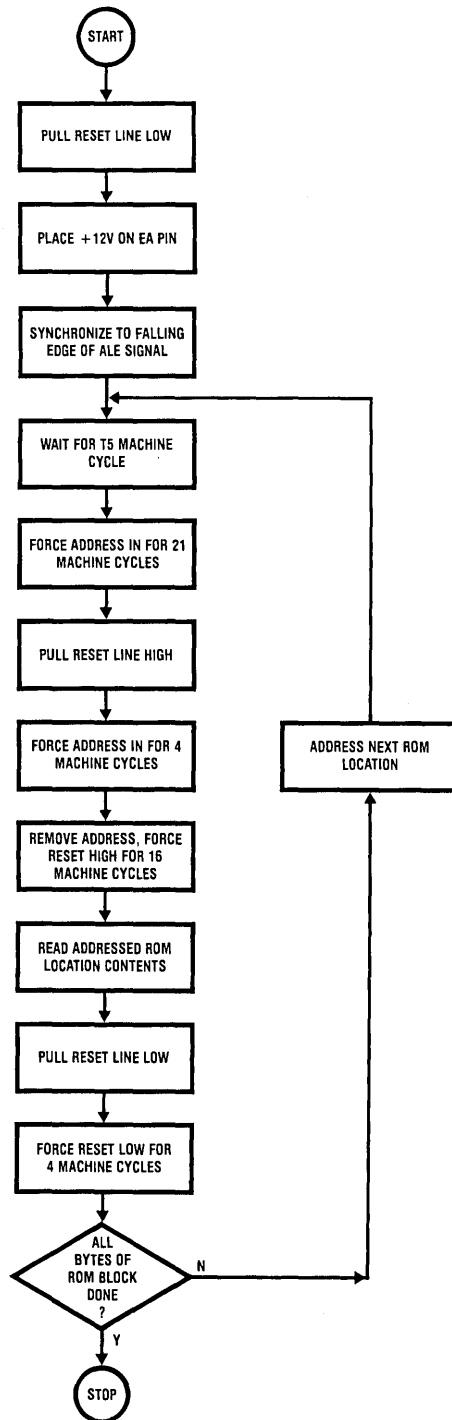 START
PULL RESET LINE LOW
PLACE +12V ON EA PIN
SYNCHRONIZE TO FALLING
EDGE OF ALE SIGNAL
WAIT FOR T5 MACHINE
CYCLE
FORCE ADDRESS IN FOR 21
MACHINE CYCLES
PULL RESET LINE HIGH
FORCE ADDRESS IN FOR 4
MACHINE CYCLES
ADDRESS NEXT ROM
LOCATION
REMOVE ADDRESS, FORCE
RESET HIGH FOR 16
MACHINE CYCLES
READ ADDRESSED ROM
LOCATION CONTENTS
PULL RESET LINE LOW
FORCE RESET LOW FOR
4 MACHINE CYCLES
ALL
BYTES OF
ROM BLOCK
DONE
?
N
Y
STOP